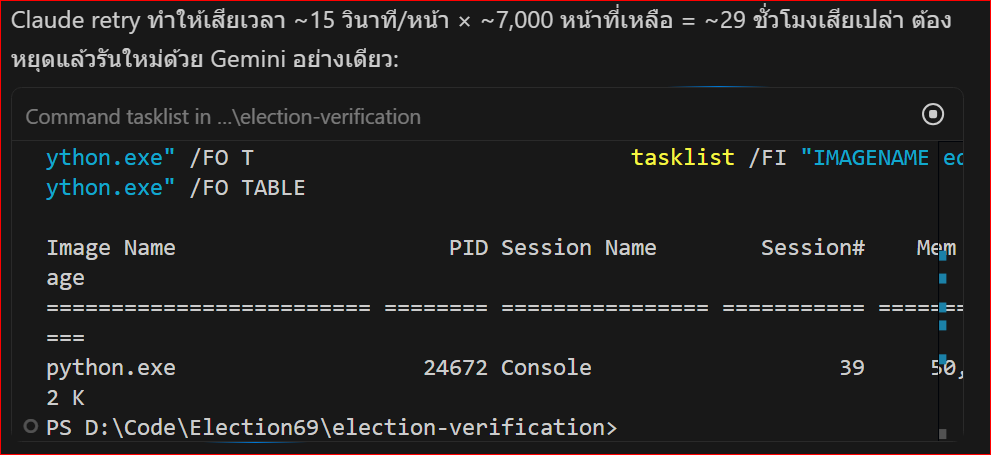 Claude retry ทำให้เสียเวลา ~15 วินาที/หน้า × ~7,000 หน้าที่เหลือ = ~29 ชั่วโมงเสียเปล่า ต้อง
หยุดแล้วรันใหม่ด้วย Gemini อย่างเดียว:
Command tasklist in ...\election-verification
ython.exe" /FO T tasklist /FI "IMAGENAME
ython.exe" /FO TABLE
Image Name PID Session Name Session# Mem
age
========================= ======== ================ =========== =======
===
python.exe 24672 Console 39 50,
2 K
PS D:\Code\Election69\election-verification>